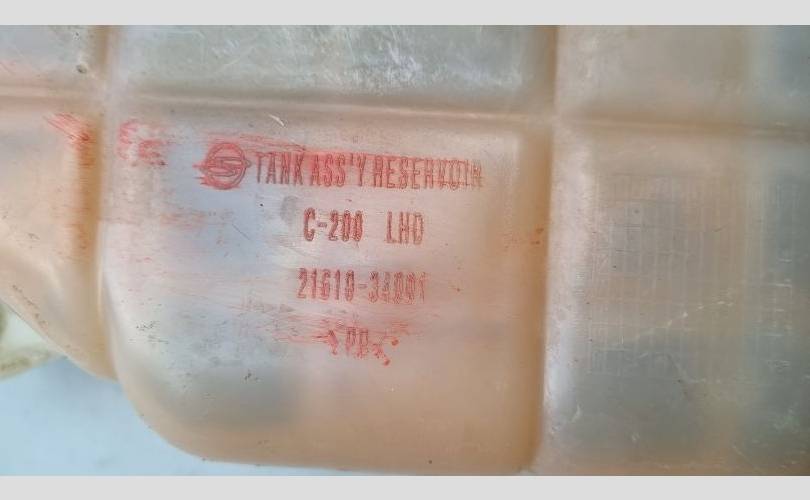 TANK ASS'Y RESERVOIR
C-200 LHD
21610-34001
>PP<